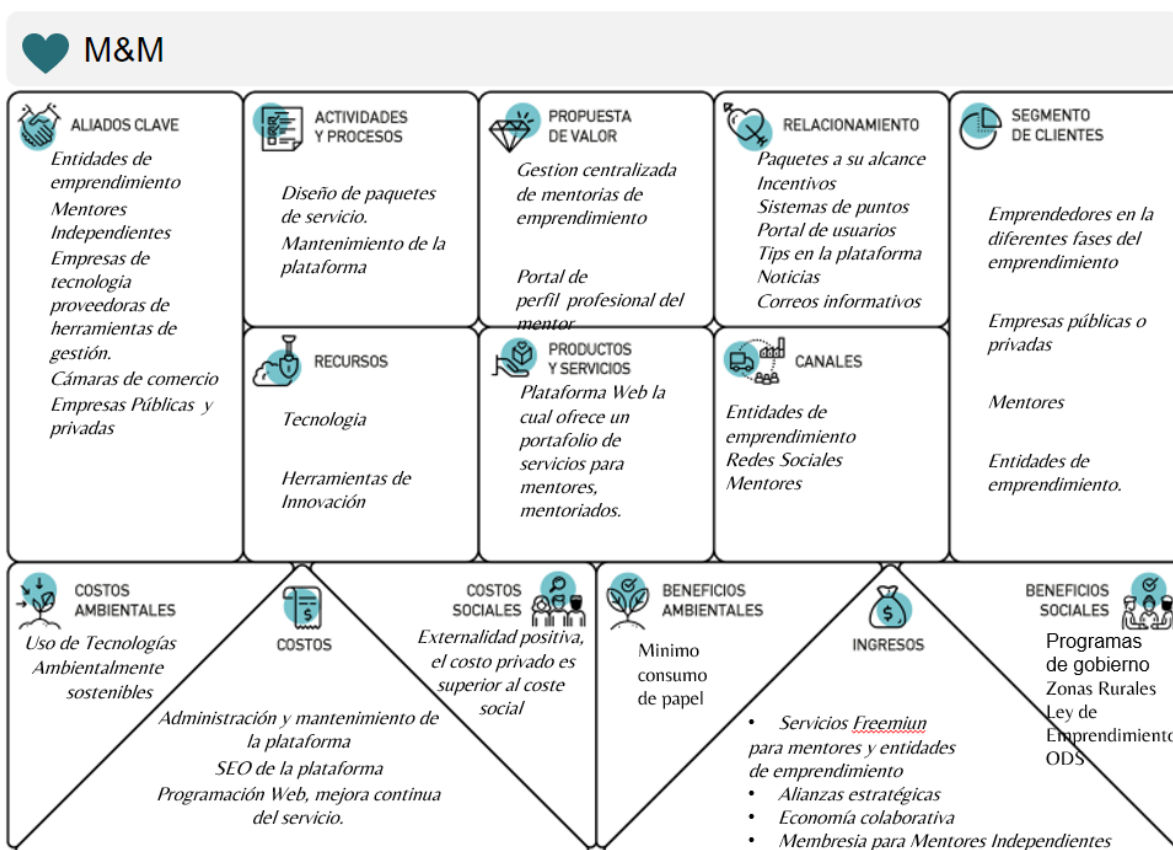 M&M
ALIADOS CLAVE
Entidades de
emprendimiento
Mentores
Independientes
Empresas de
tecnologia
proveedoras de
herramientas de
gestión.
Cámaras de comercio
Empresas Públicas y
privadas
ACTIVIDADES
Y PROCESOS
Diseño de paquetes
de servicio.
Mantenimiento de la
plataforma
RECURSOS
Tecnologia
Herramientas de
Innovación
PROPUESTA
DE VALOR
Gestion centralizada
de mentorias de
emprendimiento
Portal de
perfil profesional del
mentor
PRODUCTOS
Y SERVICIOS
Plataforma Web la
cual ofrece un
portafolio de
servicios para
mentores,
mentoriados.
RELACIONAMIENTO
Paquetes a su alcance
Incentivos
Sistemas de puntos
Portal de usuarios
Tips en la plataforma
Noticias
Correos informativos
CANALES
Entidades de
emprendimiento
Redes Sociales
Mentores
SEGMENTO
DE CLIENTES
Emprendedores en la
diferentes fases del
emprendimiento
Empresas públicas o
privadas
Mentores
Entidades de
emprendimiento.
COSTOS
AMBIENTALES
Uso de Tecnologías
Ambientalmente
sostenibles
COSTOS
$
Administración y mantenimiento de
la plataforma
SEO de la plataforma
Programación Web, mejora continua
del servicio.
COSTOS
SOCIALES
Externalidad positiva,
el costo privado es
superior al coste
social
BENEFICIOS
AMBIENTALES
Minimo
consumo
de papel
$
INGRESOS
• Servicios Freemiun
para mentores y entidades
de emprendimiento
• Alianzas estratégicas
• Economía colaborativa
• Membresia para Mentores Independientes
BENEFICIOS
SOCIALES
Programas
de gobierno
Zonas Rurales
Ley de
Emprendimiento
ODS